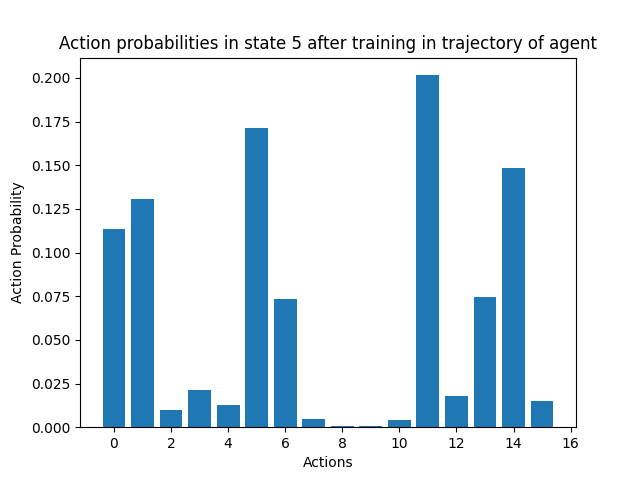 Action probabilities in state 5 after training in trajectory of agent
0.200
0.175
0.150
0.125
0.100
0.075
0.050
0.025
0.000
Action Probability
0 2 4 6 8 10 12 14 16
Actions